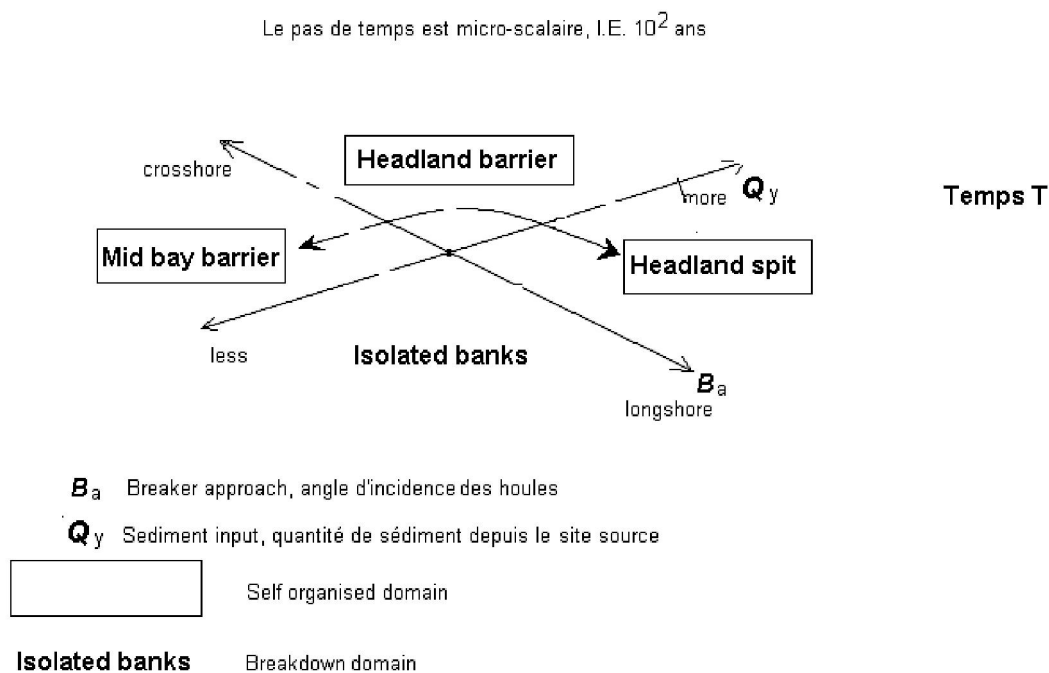 Le pas de temps est micro-scalaire, I.E. 10² ans
Headland barrier
crosshore
more Qy
Temps T
Mid bay barrier
Headland spit
less
Isolated banks
Ba
longshore
Ba Breaker approach, angle d'incidence des houles
Qy Sediment input, quantité de sédiment depuis le site source
Self organised domain
Isolated banks Breakdown domain